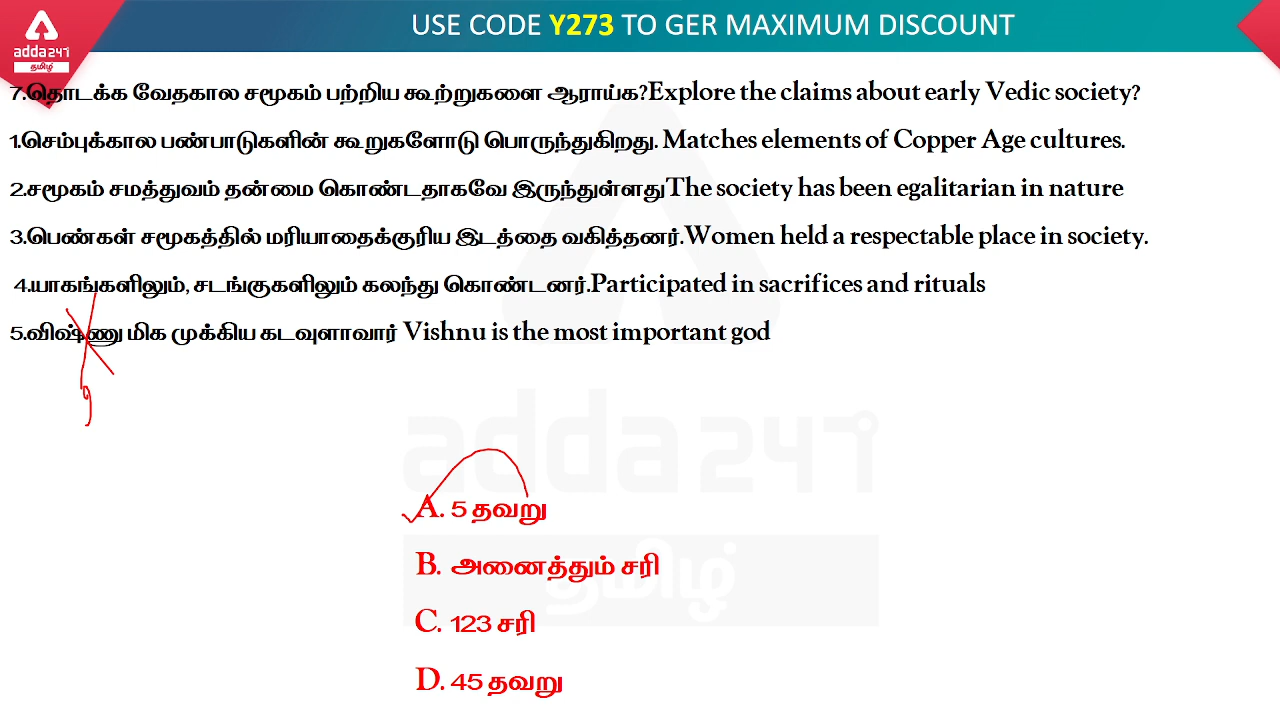 USE CODE Y273 TO GER MAXIMUM DISCOUNT
adda247
தமிழ்
7.தொடக்க வேதகால சமூகம் பற்றிய கூற்றுகளை ஆராய்க?Explore the claims about early Vedic society?
1.செம்புக்கால பண்பாடுகளின் கூறுகளோடு பொருந்துகிறது. Matches elements of Copper Age cultures.
2.சமூகம் சமத்துவம் தன்மை கொண்டதாகவே இருந்துள்ளதுThe society has been egalitarian in nature
3.பெண்கள் சமூகத்தில் மரியாதைக்குரிய இடத்தை வகித்தனர்.Women held a respectable place in society.
4.யாகங்களிலும், சடங்குகளிலும் கலந்து கொண்டனர்.Participated in sacrifices and rituals
5.விஷ்ணு மிக முக்கிய கடவுளாவார் Vishnu is the most important god
adda247
தமிழ்
A. 5 தவறு
B. அனைத்தும் சரி
C. 123 சரி
D. 45 தவறு